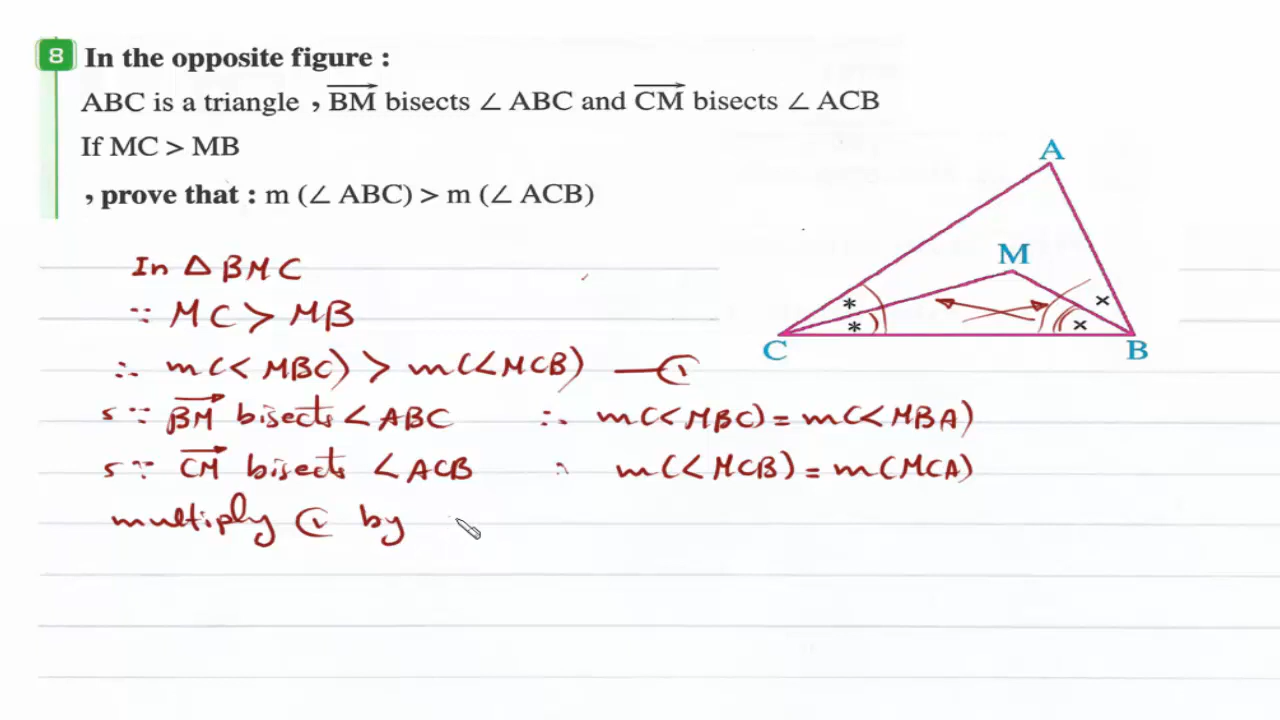 8 In the opposite figure :
ABC is a triangle , BM bisects ∠ ABC and CM bisects ∠ ACB
If MC > MB
, prove that : m (∠ ABC) > m (∠ ACB)
A
M
C
B
* * × ×
In Δ BMC
∵ MC > MB
∴ m(< MBC) > m(∠MCB) —①
, ∵ BM bisects ∠ ABC ∴ m(< MBC) = m(< MBA)
, ∵ CM bisects ∠ ACB ∴ m(< MCB) = m(MCA)
multiply ① by